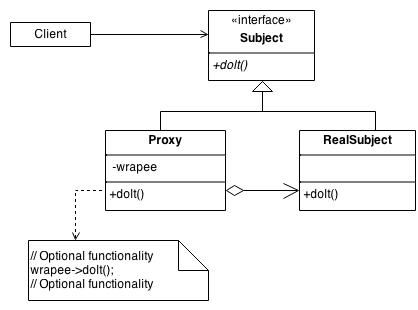 Client
«interface»
Subject
+doIt()
Proxy
-wrapee
+doIt()
RealSubject
+doIt()
// Optional functionality
wrapee->doIt();
// Optional functionality